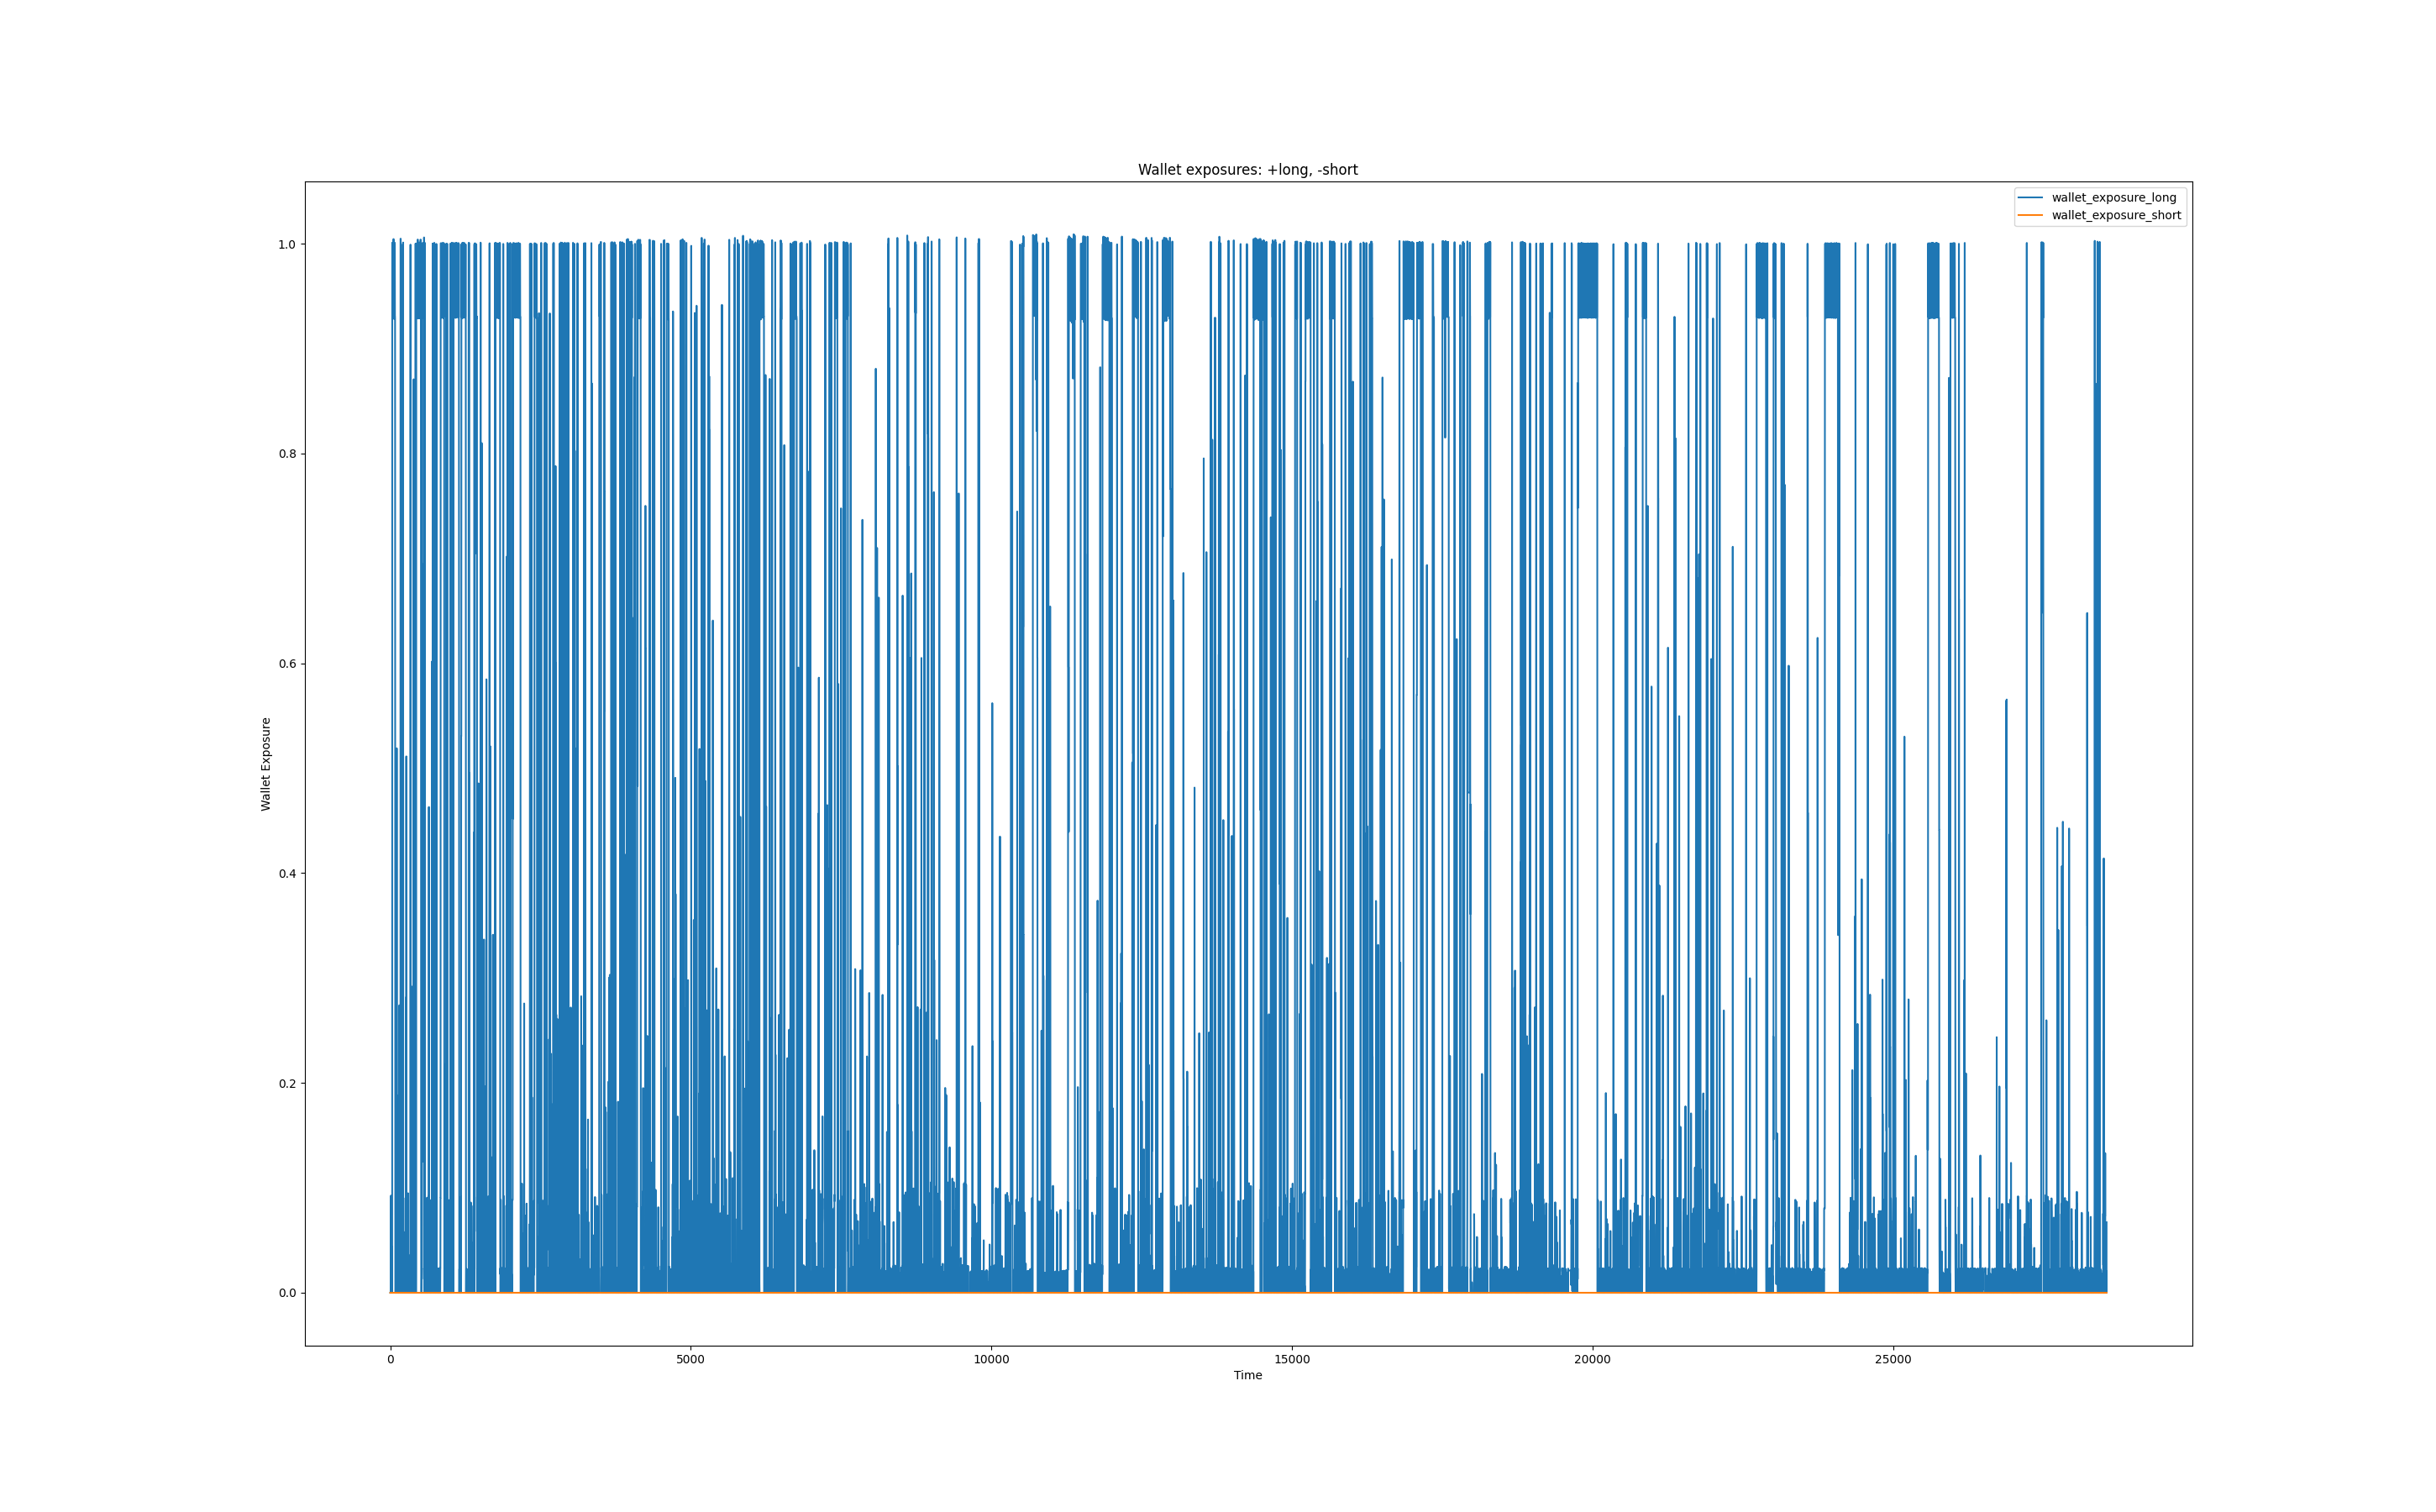 Wallet exposures: +long, -short
wallet_exposure_long
wallet_exposure_short
1.0
0.8
0.6
0.4
0.2
0.0
Wallet Exposure
0 5000 10000 15000 20000 25000
Time